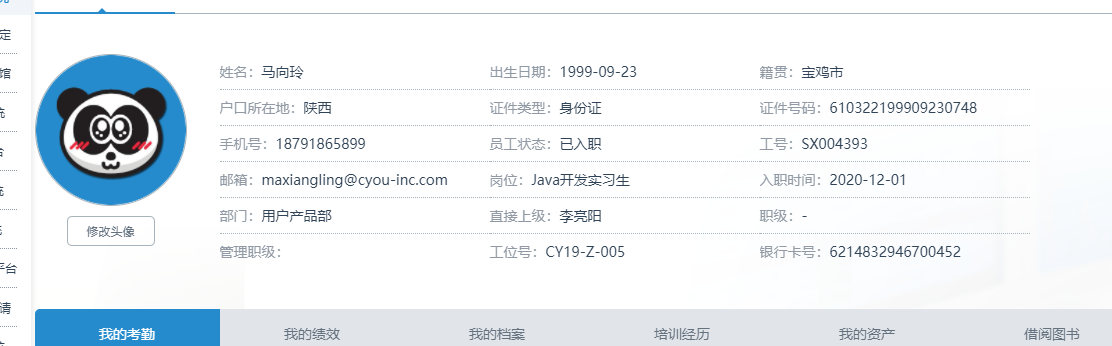 定
馆
统
台
统
平台
请
姓名：马向玲 出生日期：1999-09-23 籍贯：宝鸡市
户口所在地：陕西 证件类型：身份证 证件号码：610322199909230748
手机号：18791865899 员工状态：已入职 工号：SX004393
邮箱：maxiangling@cyou-inc.com 岗位：Java开发实习生 入职时间：2020-12-01
部门：用户产品部 直接上级：李亮阳 职级：-
修改头像
管理职级： 工位号：CY19-Z-005 银行卡号：6214832946700452
我的考勤 我的绩效 我的档案 培训经历 我的资产 借阅图书